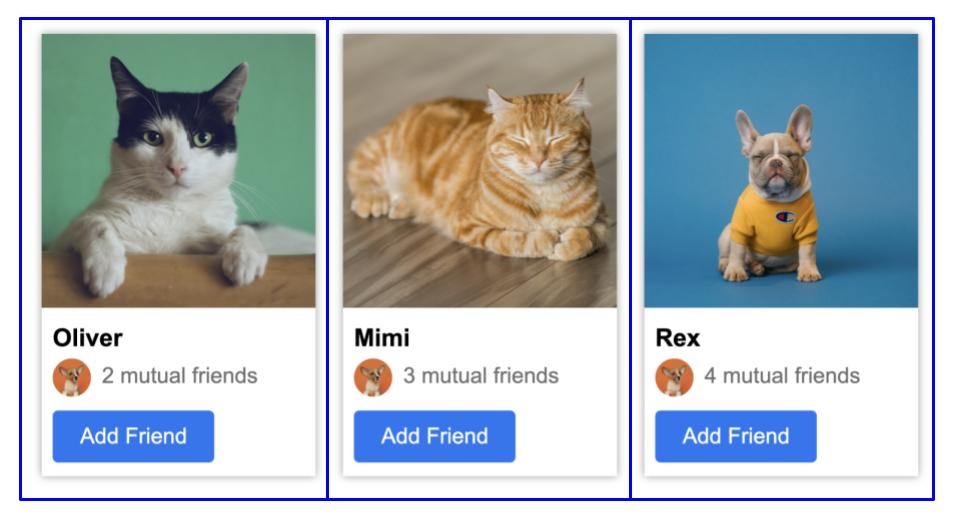 Oliver
2 mutual friends
Add Friend
Mimi
3 mutual friends
Add Friend
Rex
4 mutual friends
Add Friend